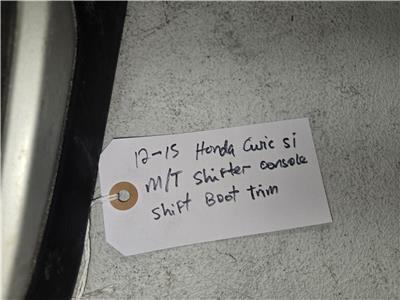 12-15 Honda Civic Si
M/T Shifter console
Shift Boot Trim